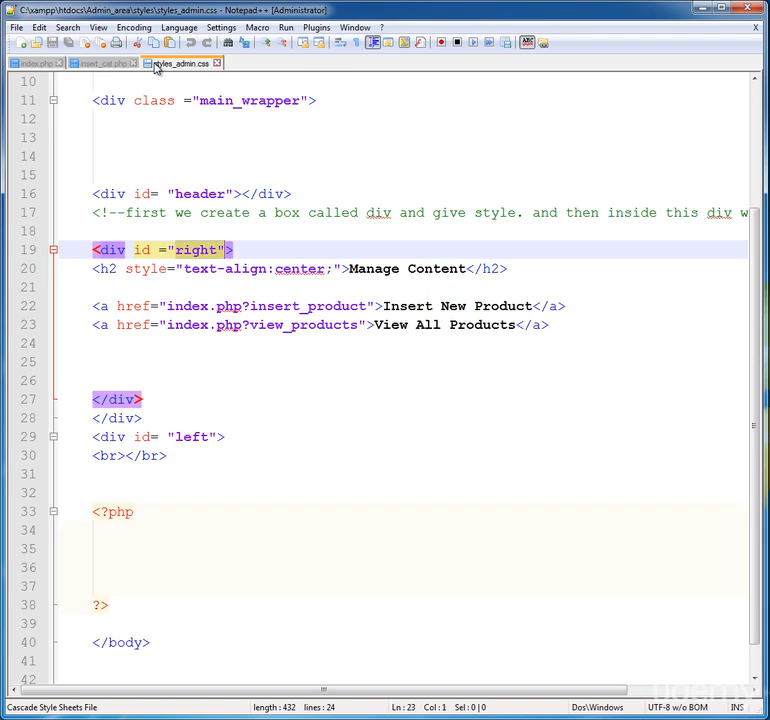 C:\xampp\htdocs\Admin_area\styles\styles_admin.css - Notepad++ [Administrator]
File Edit Search View Encoding Language Settings Macro Run Plugins Window ? X
index.php insert_cat.php styles_admin.css
10
11 <div class ="main_wrapper">
12
13
14
15
16 <div id= "header"></div>
17 <!--first we create a box called div and give style. and then inside this div w
18
19 <div id ="right">
20 <h2 style="text-align:center;">Manage Content</h2>
21
22 <a href="index.php?insert_product">Insert New Product</a>
23 <a href="index.php?view_products">View All Products</a>
24
25
26
27 </div>
28 </div>
29 <div id= "left">
30 <br></br>
31
32
33 <?php
34
35
36
37
38 ?>
39
40 </body>
41
42
Cascade Style Sheets File length : 432 lines : 24 Ln : 23 Col : 1 Sel : 0 | 0 Dos\Windows UTF-8 w/o BOM INS
udemy